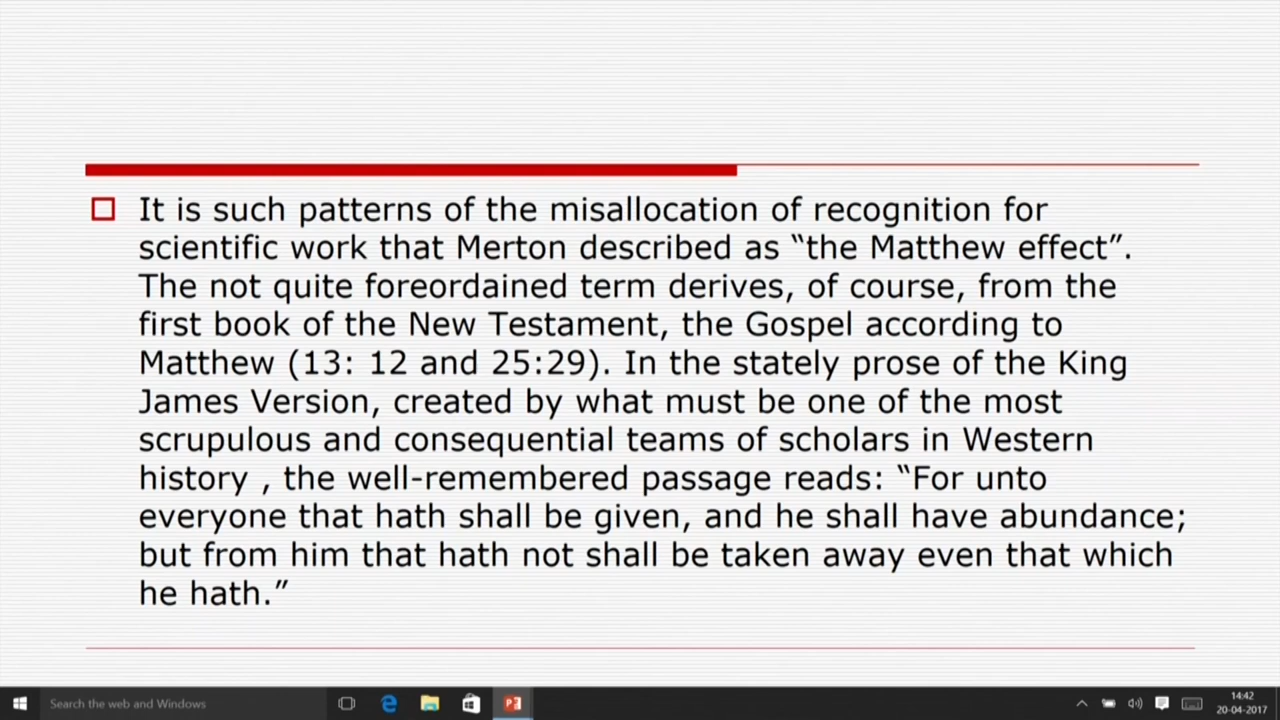 It is such patterns of the misallocation of recognition for
scientific work that Merton described as “the Matthew effect”.
The not quite foreordained term derives, of course, from the
first book of the New Testament, the Gospel according to
Matthew (13: 12 and 25:29). In the stately prose of the King
James Version, created by what must be one of the most
scrupulous and consequential teams of scholars in Western
history , the well-remembered passage reads: “For unto
everyone that hath shall be given, and he shall have abundance;
but from him that hath not shall be taken away even that which
he hath.”
Search the web and Windows
14:42
20-04-2017